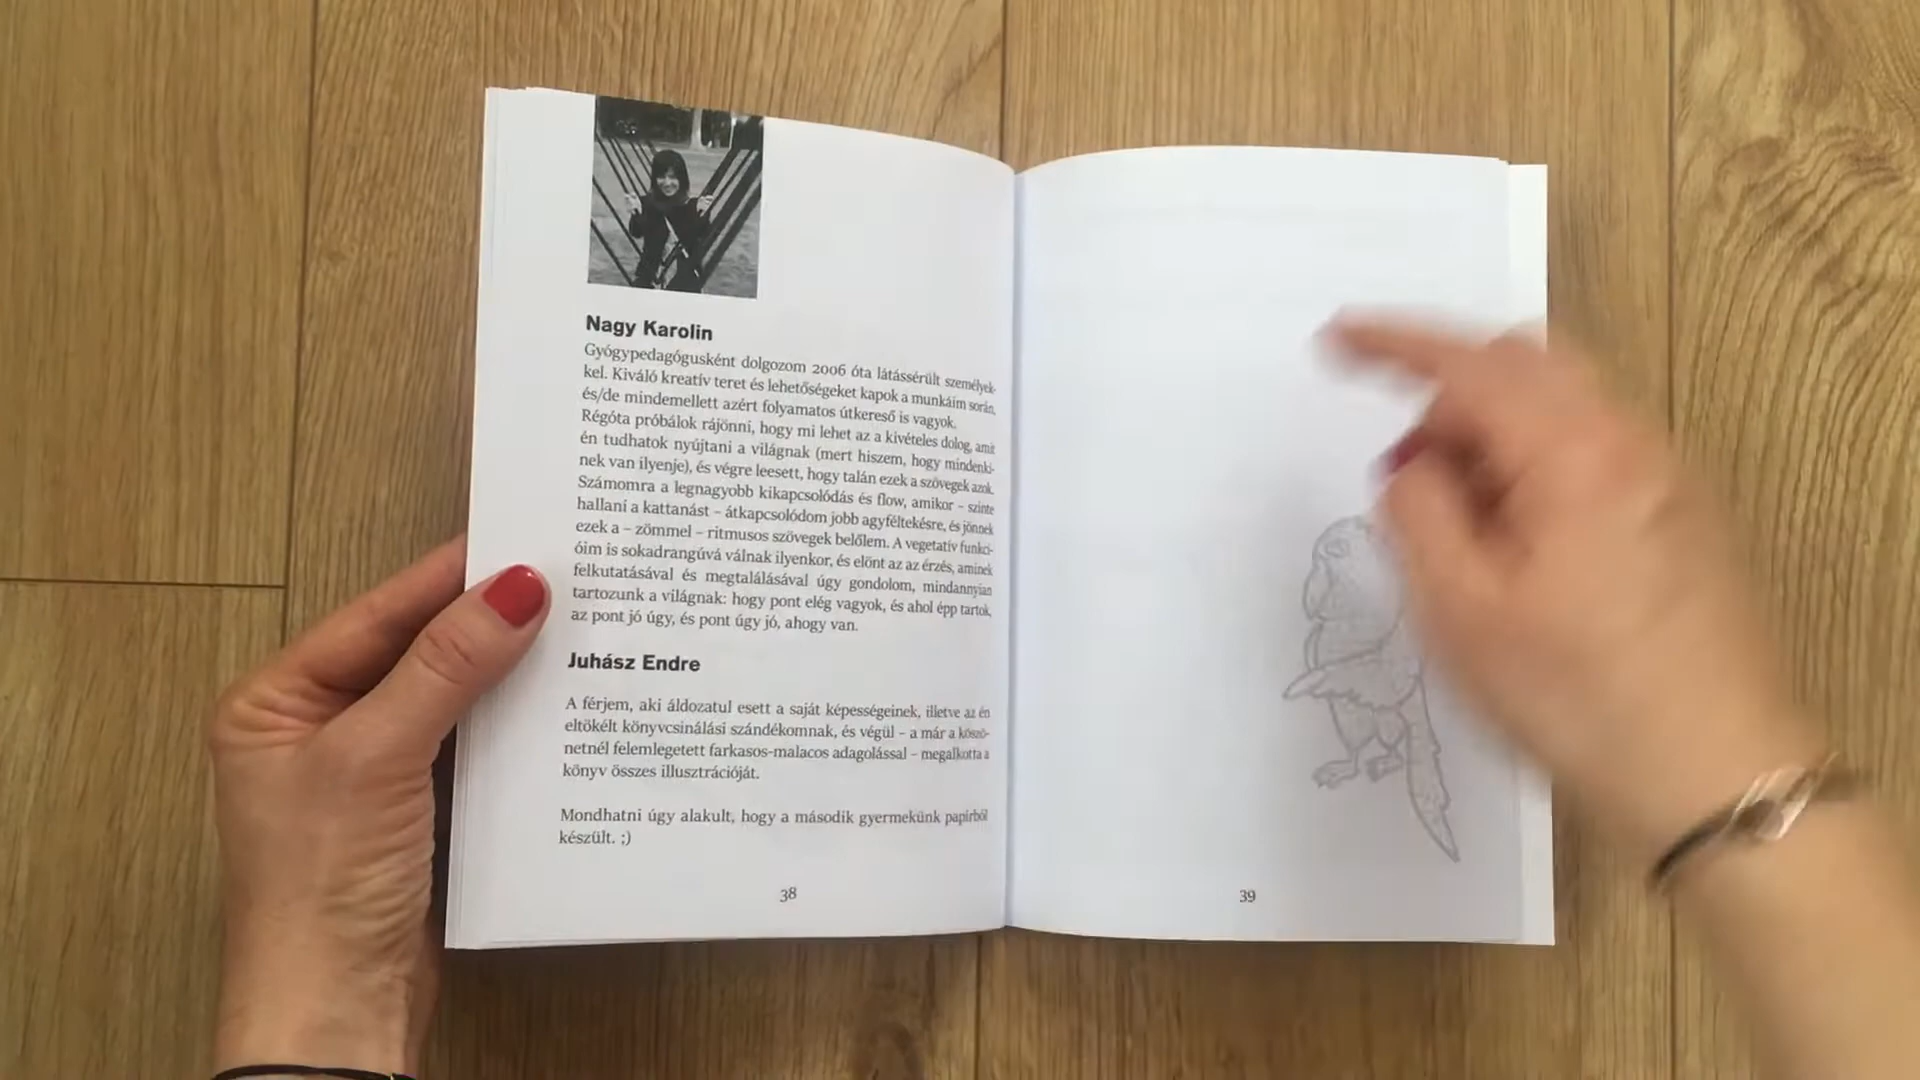 Nagy Karolin
Gyógypedagógusként dolgozom 2006 óta látássérült személyek-
kel. Kiváló kreatív teret és lehetőségeket kapok a munkáim során,
és/de mindemellett azért folyamatos útkereső is vagyok.
Régóta próbálok rájönni, hogy mi lehet az a kivételes dolog, amit
én tudhatok nyújtani a világnak (mert hiszem, hogy mindenki-
nek van ilyenje), és végre leesett, hogy talán ezek a szövegek azok.
Számomra a legnagyobb kikapcsolódás és flow, amikor – szinte
hallani a kattanást – átkapcsolódom jobb agyféltekésre, és jönnek
ezek a – zömmel – ritmusos szövegek belőlem. A vegetatív funkci-
óim is sokadrangúvá válnak ilyenkor, és elönt az az érzés, aminek
felkutatásával és megtalálásával úgy gondolom, mindannyian
tartozunk a világnak: hogy pont elég vagyok, és ahol épp tartok,
az pont jó úgy, és pont úgy jó, ahogy van.
Juhász Endre
A férjem, aki áldozatul esett a saját képességeinek, illetve az én
eltökélt könyvcsinálási szándékomnak, és végül – a már a köszö-
netnél felemlegetett farkasos-malacos adagolással – megalkotta a
könyv összes illusztrációját.
Mondhatni úgy alakult, hogy a második gyermekünk papírból
készült. ;)
38
39